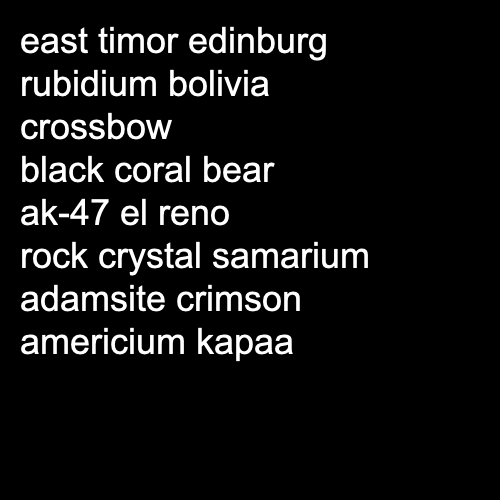 east timor edinburg
rubidium bolivia
crossbow
black coral bear
ak-47 el reno
rock crystal samarium
adamsite crimson
americium kapaa